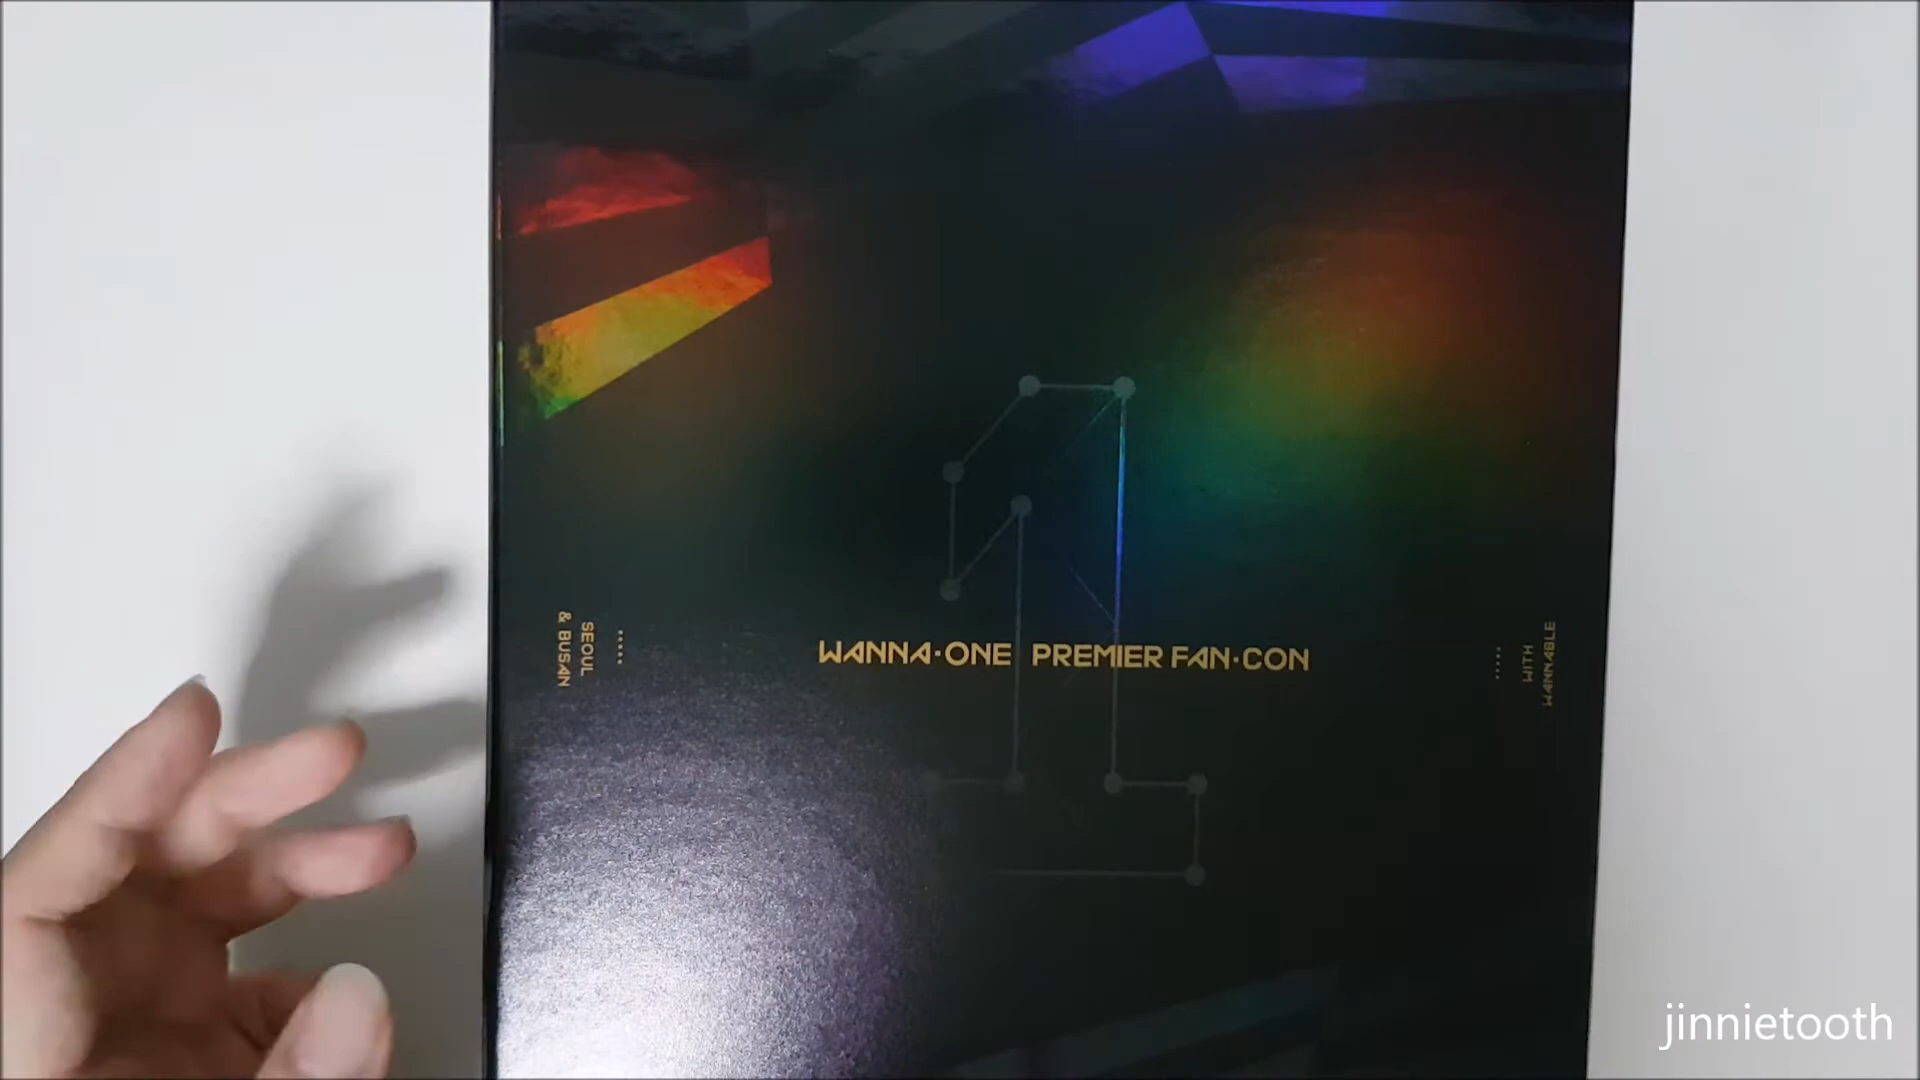 SEOUL
& BUSAN
WANNA·ONE PREMIER FAN·CON
WITH
WANNABLE
jinnietooth